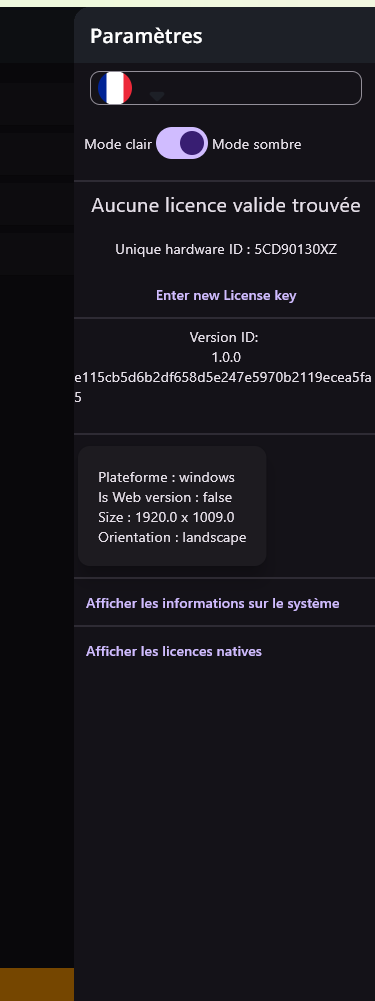 Paramètres
Mode clair Mode sombre
Aucune licence valide trouvée
Unique hardware ID : 5CD90130XZ
Enter new License key
Version ID:
1.0.0
e115cb5d6b2df658d5e247e5970b2119ecea5fa
5
Plateforme : windows
Is Web version : false
Size : 1920.0 x 1009.0
Orientation : landscape
Afficher les informations sur le système
Afficher les licences natives